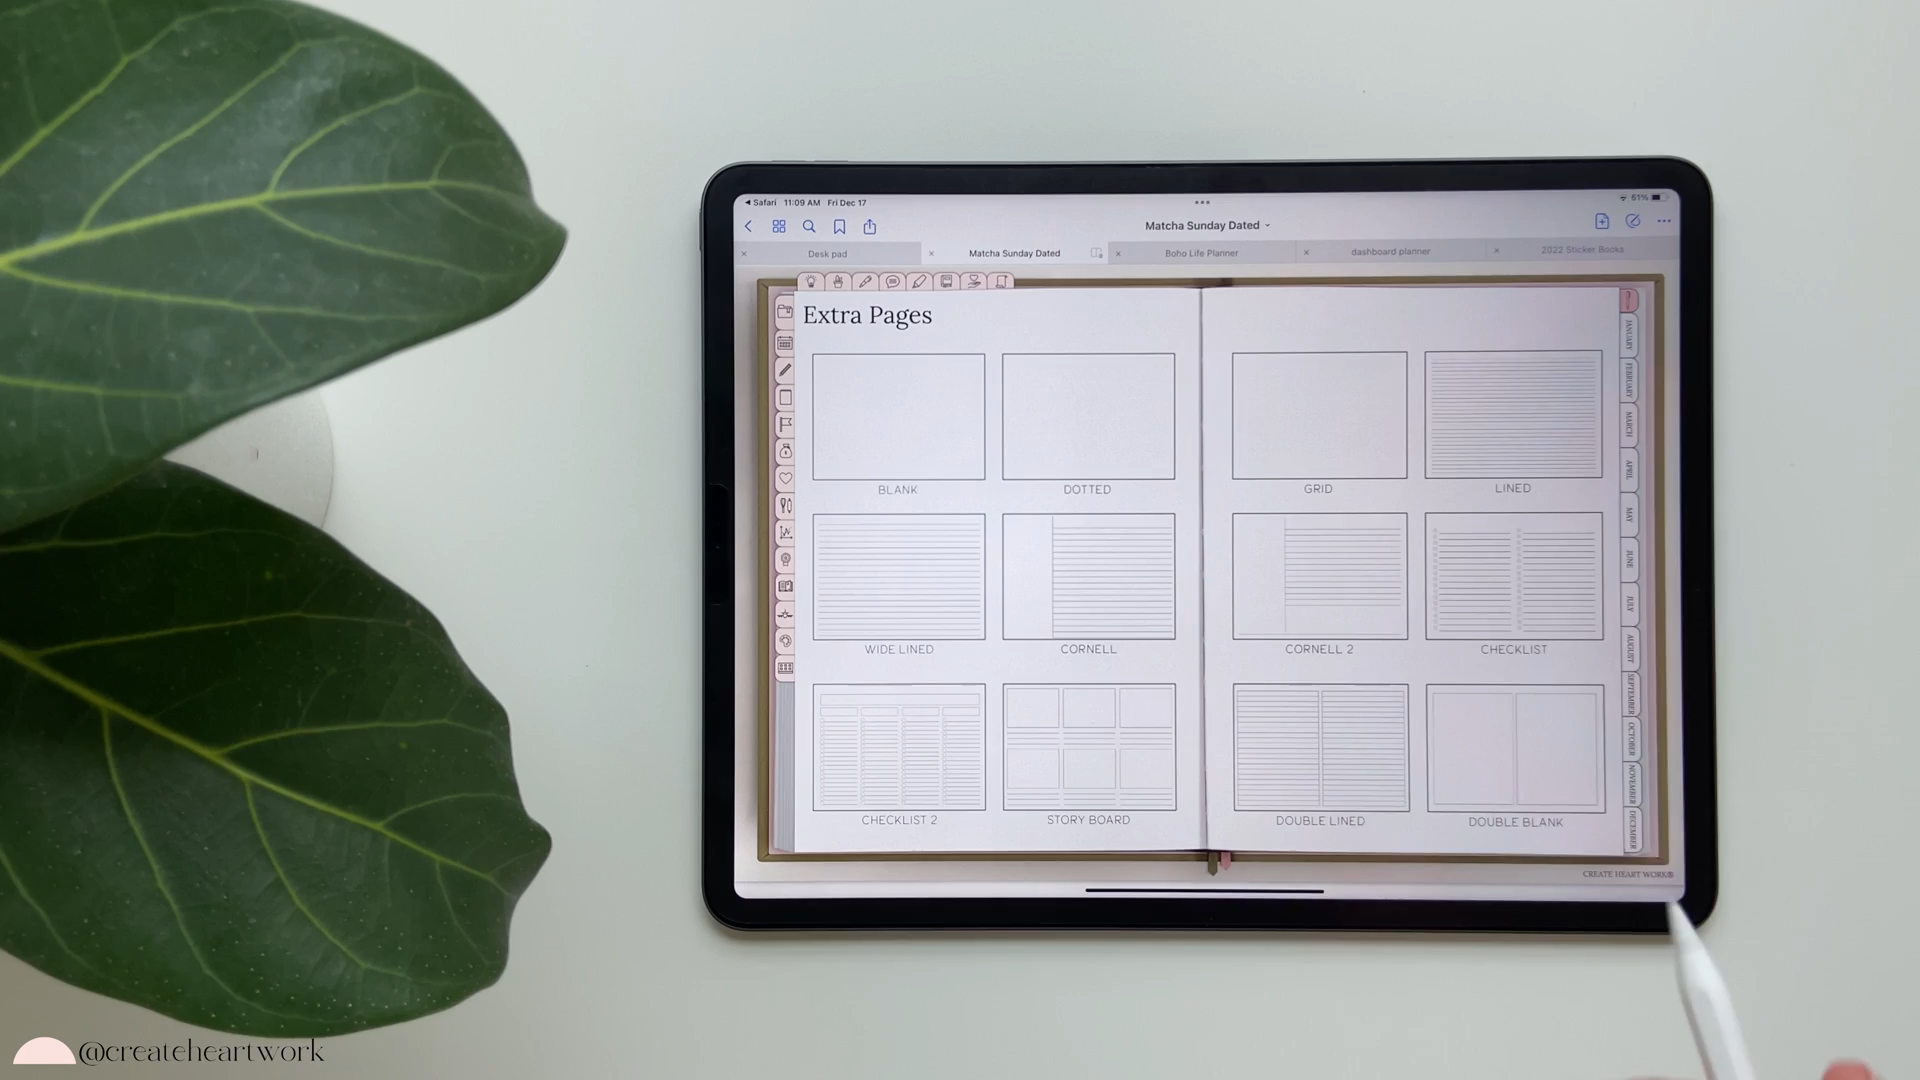 Safari 11:09 AM Fri Dec 17
61%
Matcha Sunday Dated
Desk pad
Matcha Sunday Dated
Boho Life Planner
dashboard planner
2022 Sticker Books
Extra Pages
BLANK
DOTTED
GRID
LINED
WIDE LINED
CORNELL
CORNELL 2
CHECKLIST
CHECKLIST 2
STORY BOARD
DOUBLE LINED
DOUBLE BLANK
JANUARY
FEBRUARY
MARCH
APRIL
MAY
JUNE
JULY
AUGUST
SEPTEMBER
OCTOBER
NOVEMBER
DECEMBER
CREATE HEART WORK®
@createheartwork